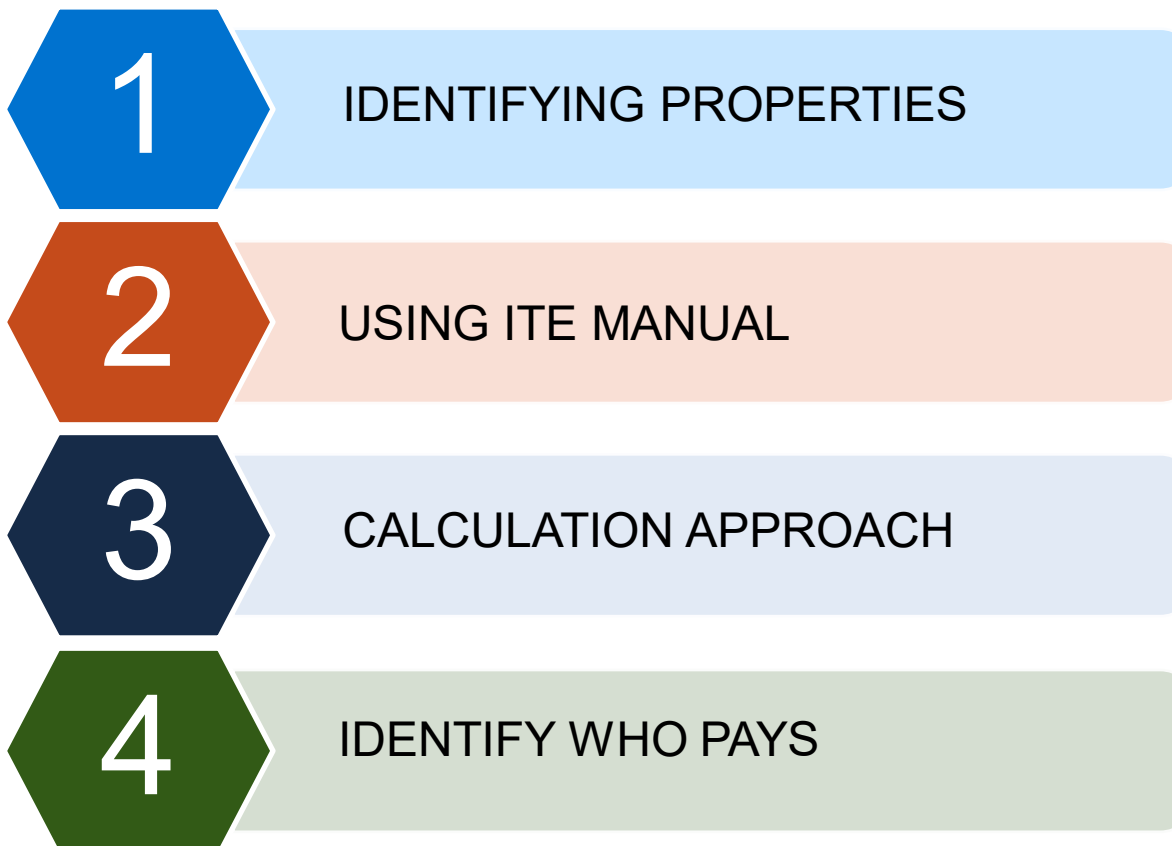 1
IDENTIFYING PROPERTIES
2
USING ITE MANUAL
3
CALCULATION APPROACH
4
IDENTIFY WHO PAYS